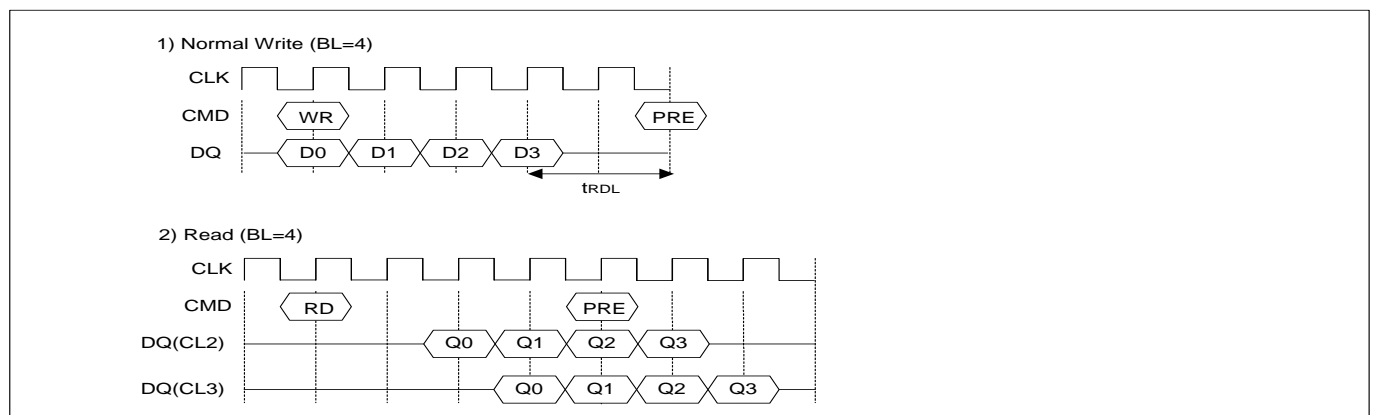 1) Normal Write (BL=4)
CLK
CMD WR PRE
DQ D0 D1 D2 D3
tRDL
2) Read (BL=4)
CLK
CMD RD PRE
DQ(CL2) Q0 Q1 Q2 Q3
DQ(CL3) Q0 Q1 Q2 Q3